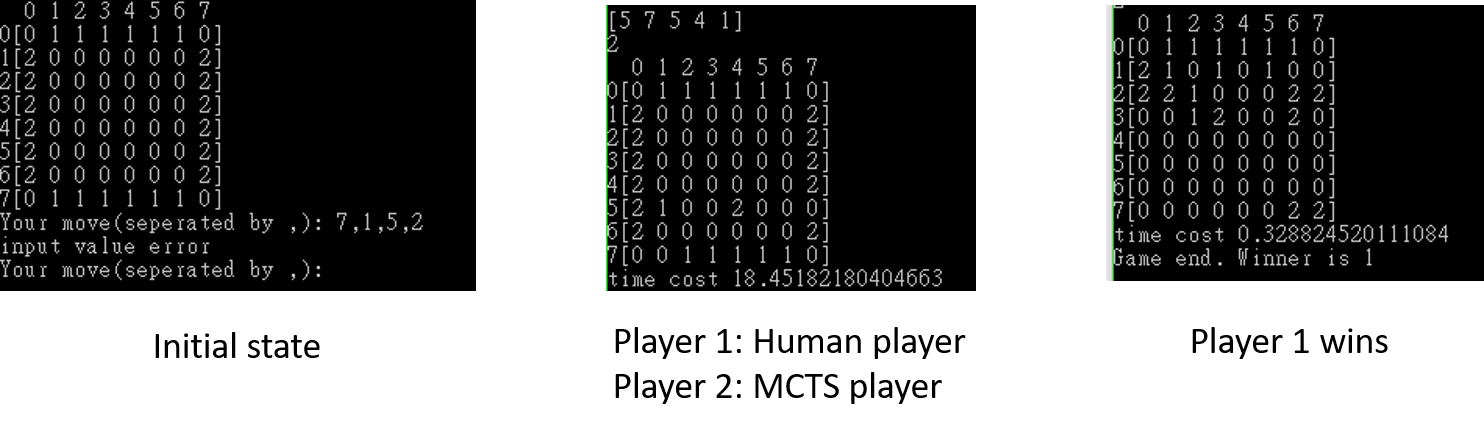 0 1 2 3 4 5 6 7
0[0 1 1 1 1 1 1 0]
1[2 0 0 0 0 0 0 2]
2[2 0 0 0 0 0 0 2]
3[2 0 0 0 0 0 0 2]
4[2 0 0 0 0 0 0 2]
5[2 0 0 0 0 0 0 2]
6[2 0 0 0 0 0 0 2]
7[0 1 1 1 1 1 1 0]
Your move(seperated by ,): 7,1,5,2
input value error
Your move(seperated by ,):
Initial state
[5 7 5 4 1]
2
0 1 2 3 4 5 6 7
0[0 1 1 1 1 1 1 0]
1[2 0 0 0 0 0 0 2]
2[2 0 0 0 0 0 0 2]
3[2 0 0 0 0 0 0 2]
4[2 0 0 0 0 0 0 2]
5[2 1 0 0 2 0 0 0]
6[2 0 0 0 0 0 0 2]
7[0 0 1 1 1 1 1 0]
time cost 18.45182180404663
Player 1: Human player
Player 2: MCTS player
0 1 2 3 4 5 6 7
0[0 1 1 1 1 1 1 0]
1[2 1 0 1 0 1 0 0]
2[2 2 1 0 0 0 2 2]
3[0 0 1 2 0 0 2 0]
4[0 0 0 0 0 0 0 0]
5[0 0 0 0 0 0 0 0]
6[0 0 0 0 0 0 0 0]
7[0 0 0 0 0 0 2 2]
time cost 0.328824520111084
Game end. Winner is 1
Player 1 wins